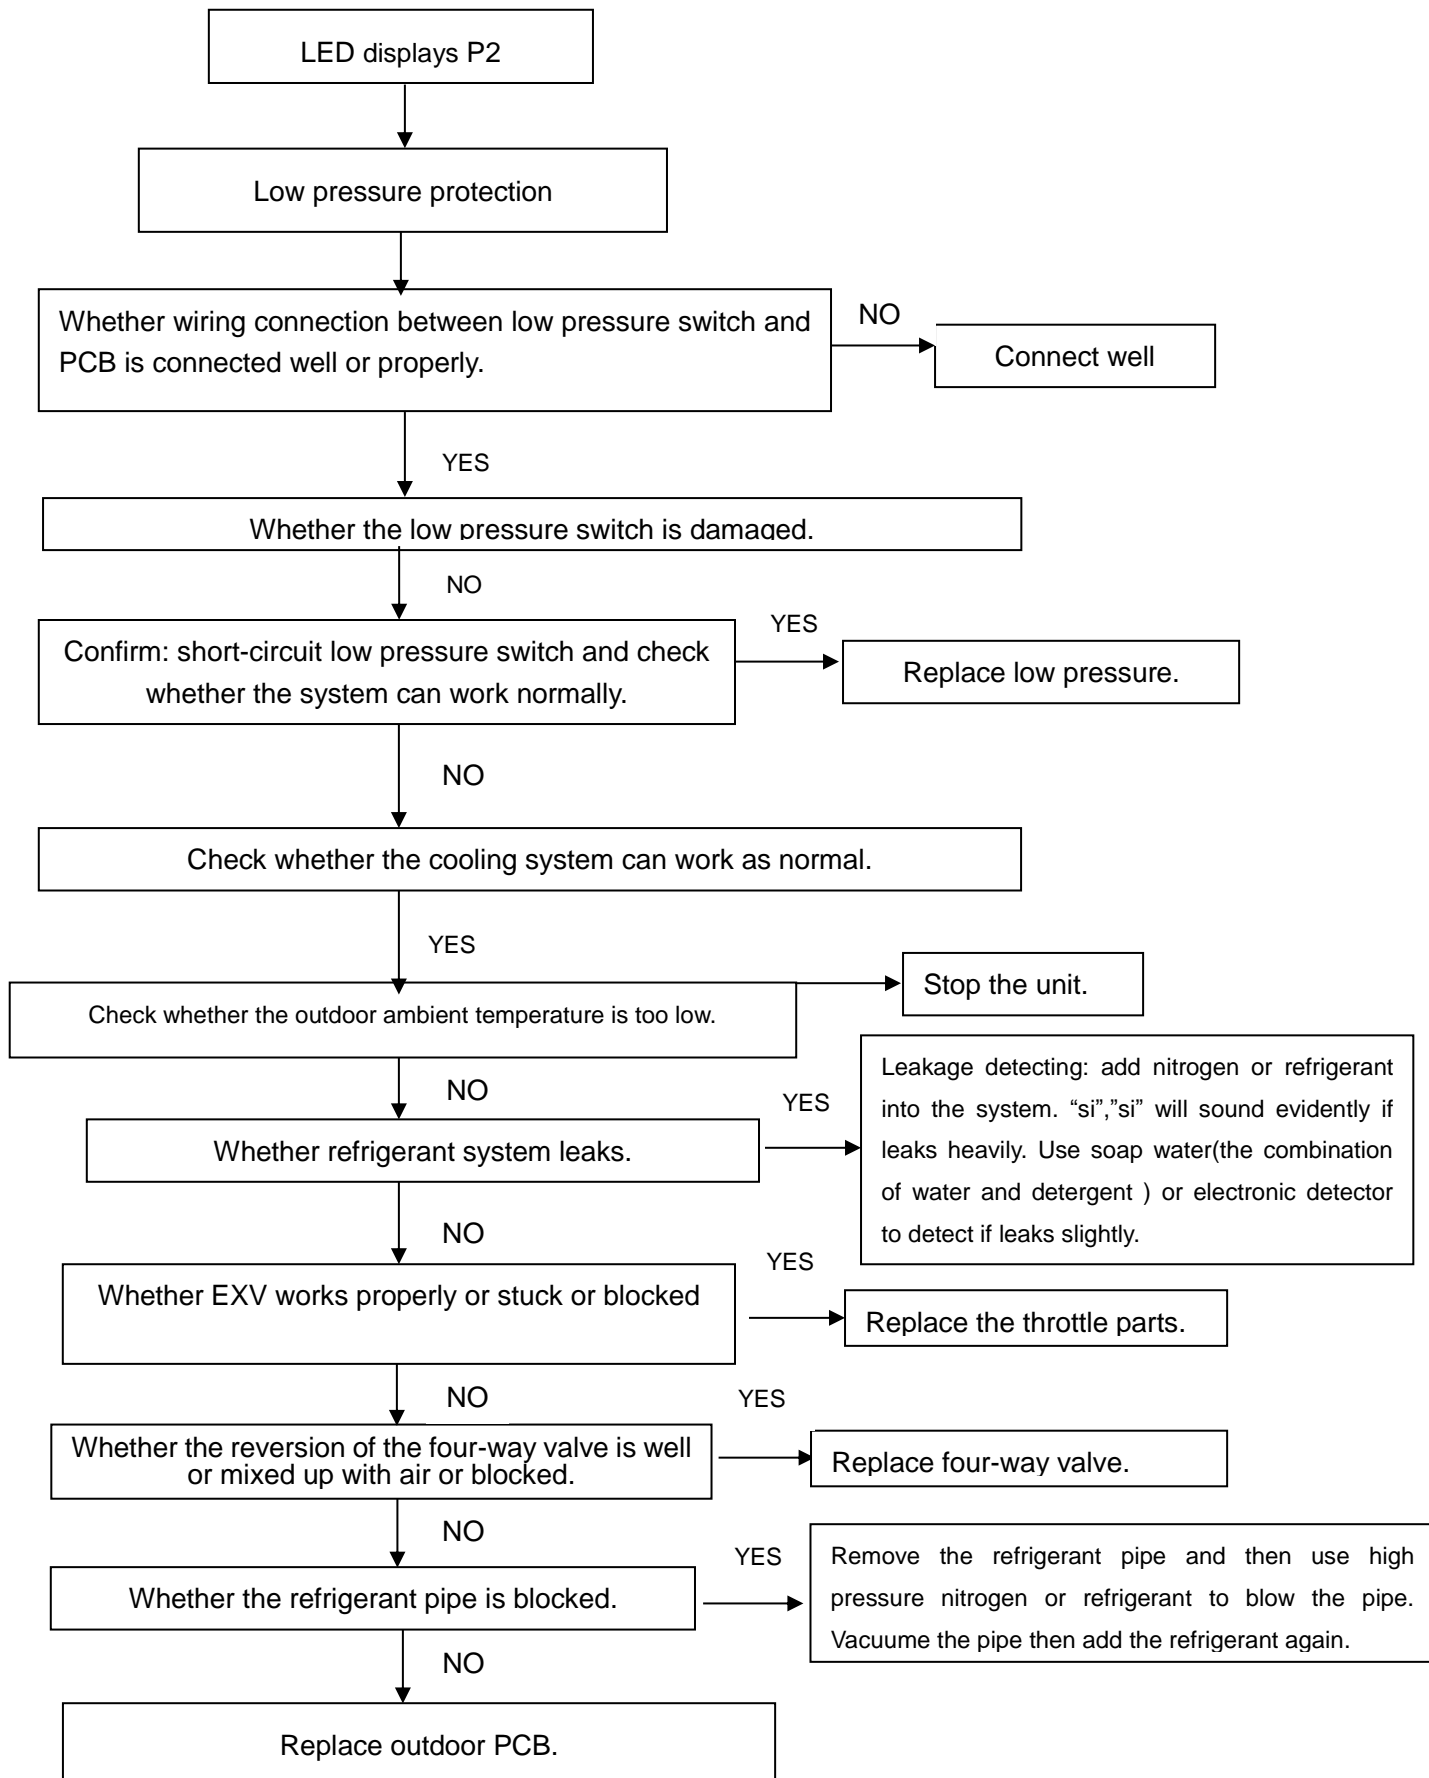 LED displays P2
Low pressure protection
Whether wiring connection between low pressure switch and
PCB is connected well or properly.
NO
Connect well
YES
Whether the low pressure switch is damaged.
NO
Confirm: short-circuit low pressure switch and check
whether the system can work normally.
YES
Replace low pressure.
NO
Check whether the cooling system can work as normal.
YES
Stop the unit.
Check whether the outdoor ambient temperature is too low.
NO
Whether refrigerant system leaks.
YES
Leakage detecting: add nitrogen or refrigerant
into the system. “si”,”si” will sound evidently if
leaks heavily. Use soap water(the combination
of water and detergent ) or electronic detector
to detect if leaks slightly.
NO
Whether EXV works properly or stuck or blocked
YES
Replace the throttle parts.
NO
Whether the reversion of the four-way valve is well
or mixed up with air or blocked.
YES
Replace four-way valve.
NO
Whether the refrigerant pipe is blocked.
YES
Remove the refrigerant pipe and then use high
pressure nitrogen or refrigerant to blow the pipe.
Vacuume the pipe then add the refrigerant again.
NO
Replace outdoor PCB.